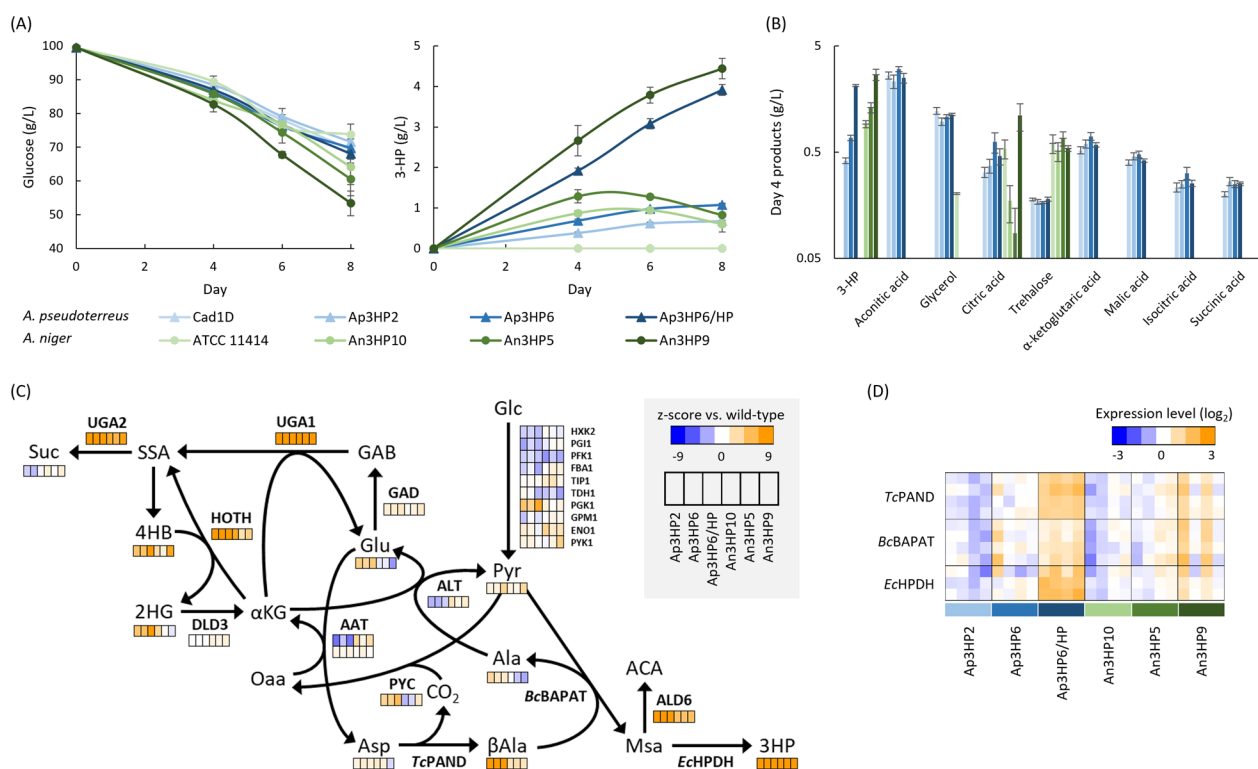 (A)
100
90
80
70
60
50
40
Glucose (g/L)
0
2
4
6
8
Day
5
4
3
2
1
0
3-HP (g/L)
0
2
4
6
8
Day
A. pseudoterreus
Cad1D
Ap3HP2
Ap3HP6
Ap3HP6/HP
A. niger
ATCC 11414
An3HP10
An3HP5
An3HP9
(B)
5
0.5
0.05
Day 4 products (g/L)
3-HP
Aconitic acid
Glycerol
Citric acid
Trehalose
α-ketoglutaric acid
Malic acid
Isocitric acid
Succinic acid
(C)
UGA2
UGA1
Suc
SSA
GAB
GAD
4HB
HOTH
Glu
2HG
DLD3
αKG
AAT
ALT
Oaa
PYC
CO2
Ala
BcBAPAT
Asp
TcPAND
βAla
Glc
HXK2
PGI1
PFK1
FBA1
TIP1
TDH1
PGK1
GPM1
ENO1
PYK1
Pyr
ACA
ALD6
Msa
EcHPDH
3HP
z-score vs. wild-type
-9 0 9
Ap3HP2
Ap3HP6
Ap3HP6/HP
An3HP10
An3HP5
An3HP9
(D)
Expression level (log2)
-3 0 3
TcPAND
BcBAPAT
EcHPDH
Ap3HP2
Ap3HP6
Ap3HP6/HP
An3HP10
An3HP5
An3HP9